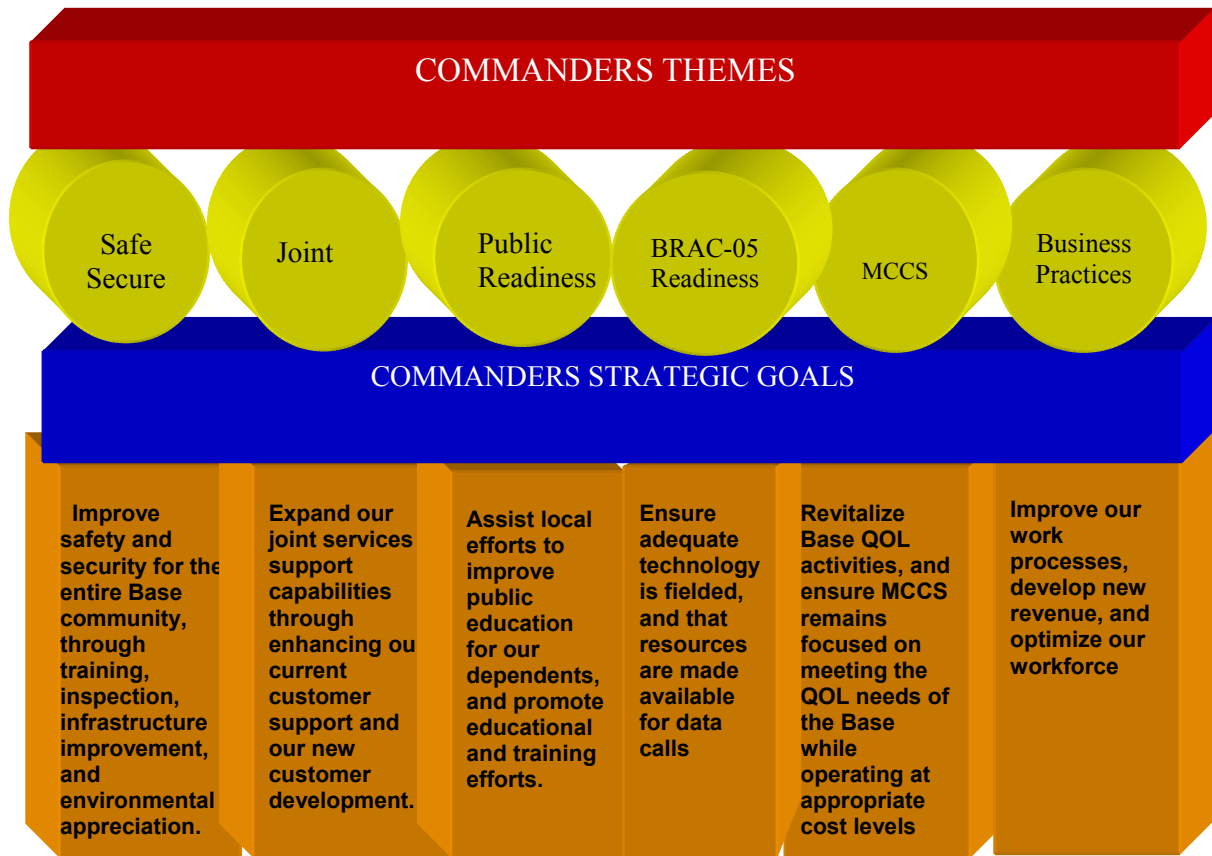 COMMANDERS THEMES
Safe
Secure
Joint
Public
Readiness
BRAC-05
Readiness
MCCS
Business
Practices
COMMANDERS STRATEGIC GOALS
Improve
safety and
security for the
entire Base
community,
through
training,
inspection,
infrastructure
improvement,
and
environmental
appreciation.
Expand our
joint services
support
capabilities
through
enhancing ou
current
customer
support and
our new
customer
development.
Assist local
efforts to
improve
public
education
for our
dependents,
and promote
educational
and training
efforts.
Ensure
adequate
technology
is fielded,
and that
resources
are made
available
for data
calls
Revitalize
Base QOL
activities, and
ensure MCCS
remains
focused on
meeting the
QOL needs of
the Base
while
operating at
appropriate
cost levels
Improve our
work
processes,
develop new
revenue, and
optimize our
workforce